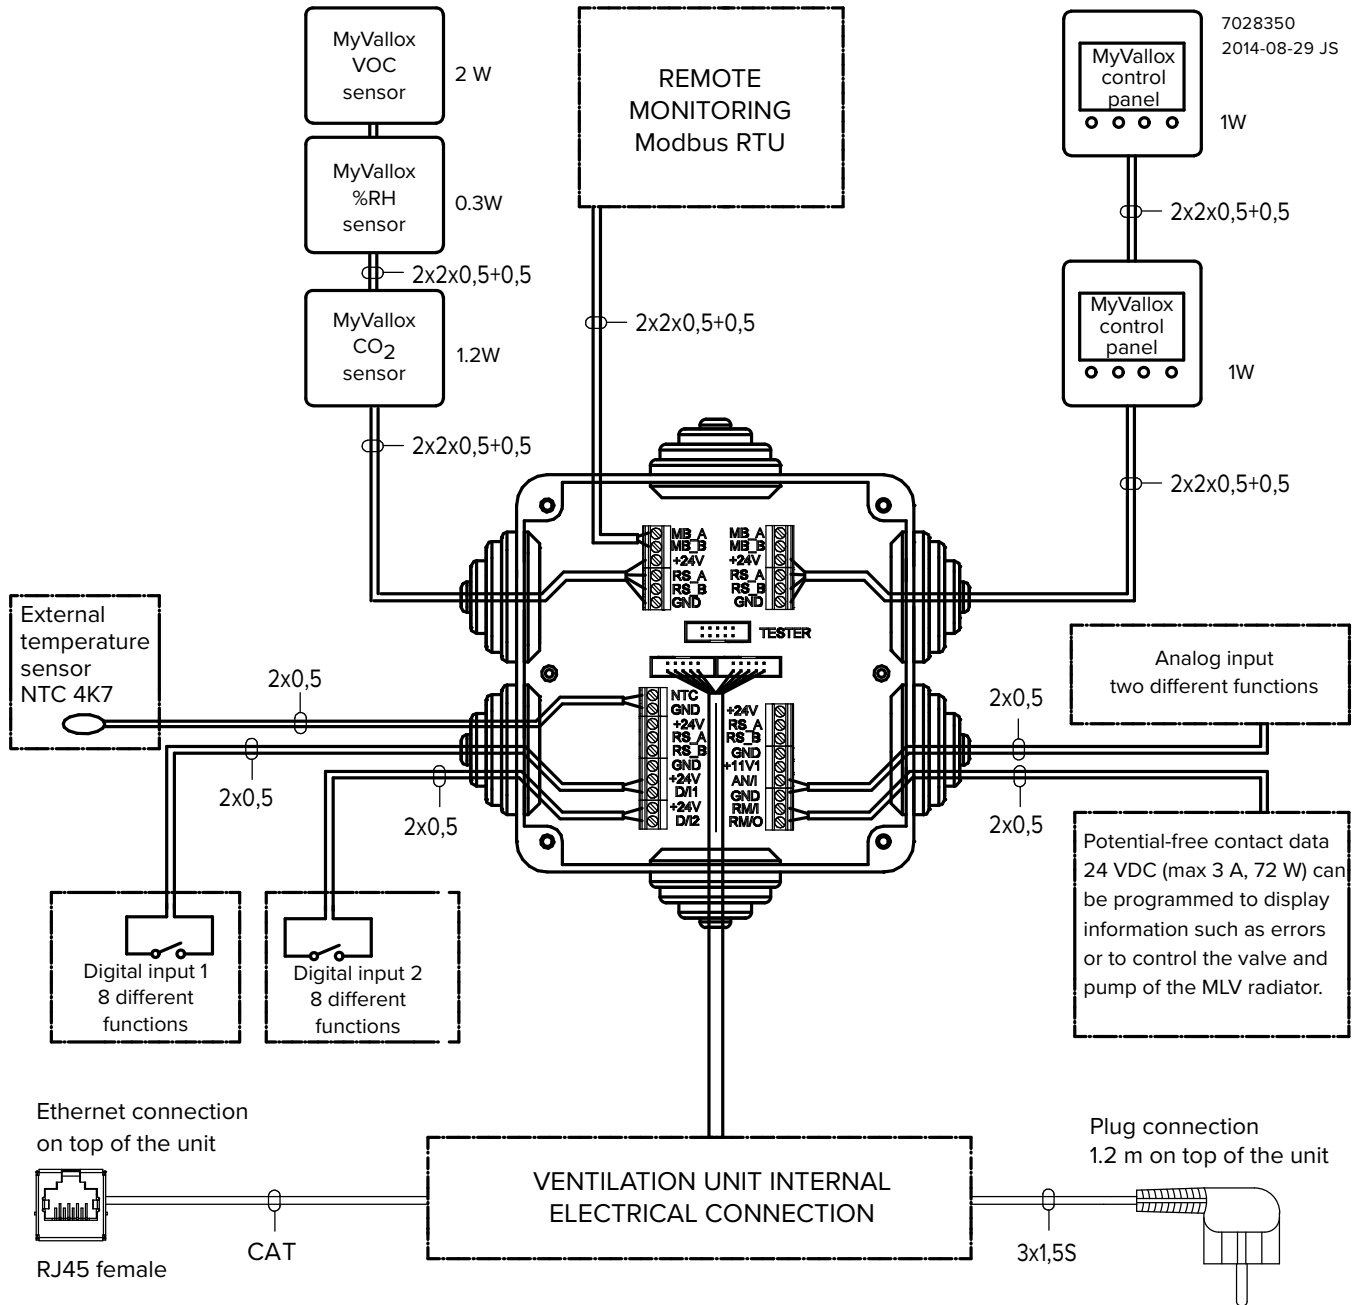 MyVallox
VOC
sensor
2 W
MyVallox
%RH
sensor
0.3W
2x2x0,5+0,5
MyVallox
CO2
sensor
1.2W
2x2x0,5+0,5
REMOTE
MONITORING
Modbus RTU
2x2x0,5+0,5
7028350
2014-08-29 JS
MyVallox
control
panel
1W
2x2x0,5+0,5
MyVallox
control
panel
1W
2x2x0,5+0,5
MB_A
MB_B
+24V
RS_A
RS_B
GND
MB_A
MB_B
+24V
RS_A
RS_B
GND
TESTER
External
temperature
sensor
NTC 4K7
2x0,5
2x0,5
2x0,5
NTC
GND
+24V
RS_A
RS_B
GND
+24V
D/I1
+24V
D/I2
+24V
RS_A
RS_B
GND
+11V1
AN/I
GND
RM/I
RM/O
2x0,5
2x0,5
Analog input
two different functions
Potential-free contact data
24 VDC (max 3 A, 72 W) can
be programmed to display
information such as errors
or to control the valve and
pump of the MLV radiator.
Digital input 1
8 different
functions
Digital input 2
8 different
functions
Ethernet connection
on top of the unit
RJ45 female
CAT
VENTILATION UNIT INTERNAL
ELECTRICAL CONNECTION
3x1,5S
Plug connection
1.2 m on top of the unit